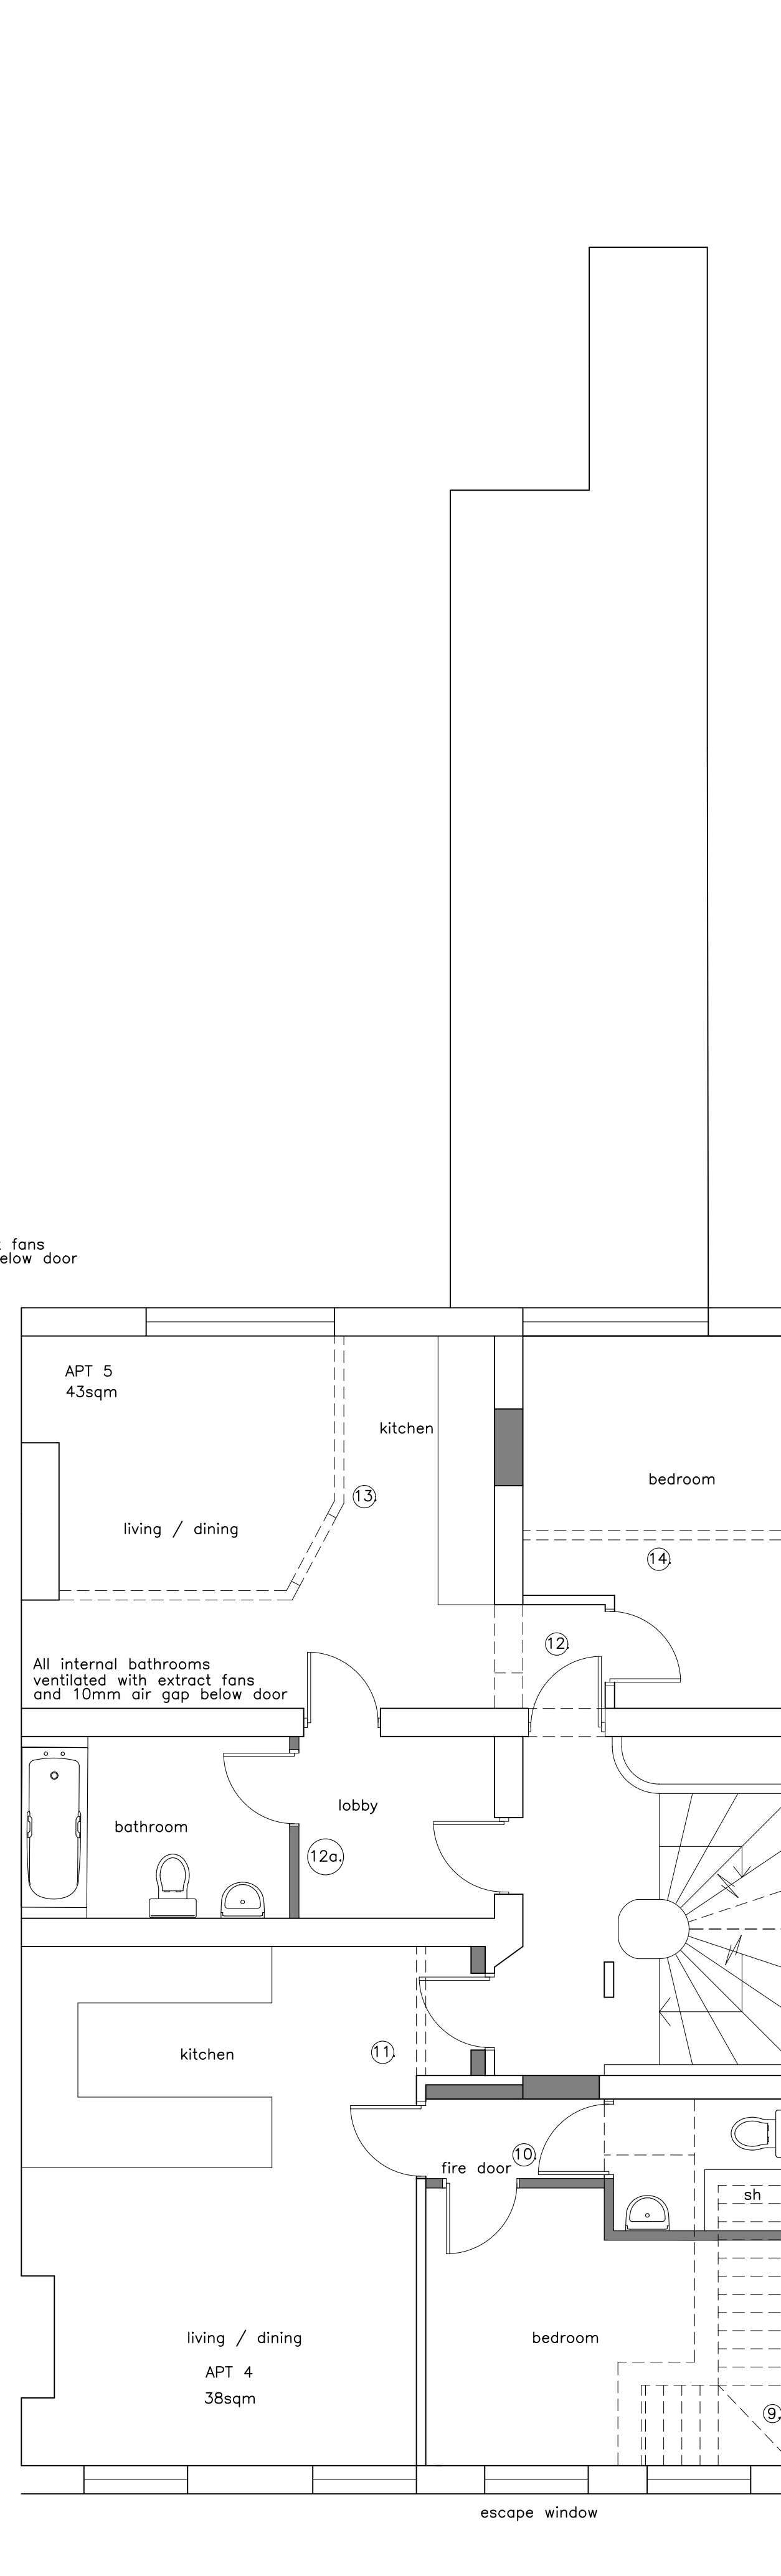 fans
elow door
APT 5
43sqm
kitchen
bedroom
13.
living / dining
14.
12.
All internal bathrooms
ventilated with extract fans
and 10mm air gap below door
lobby
bathroom
12a.
11.
kitchen
10.
fire door
sh
living / dining
bedroom
APT 4
38sqm
9.
escape window